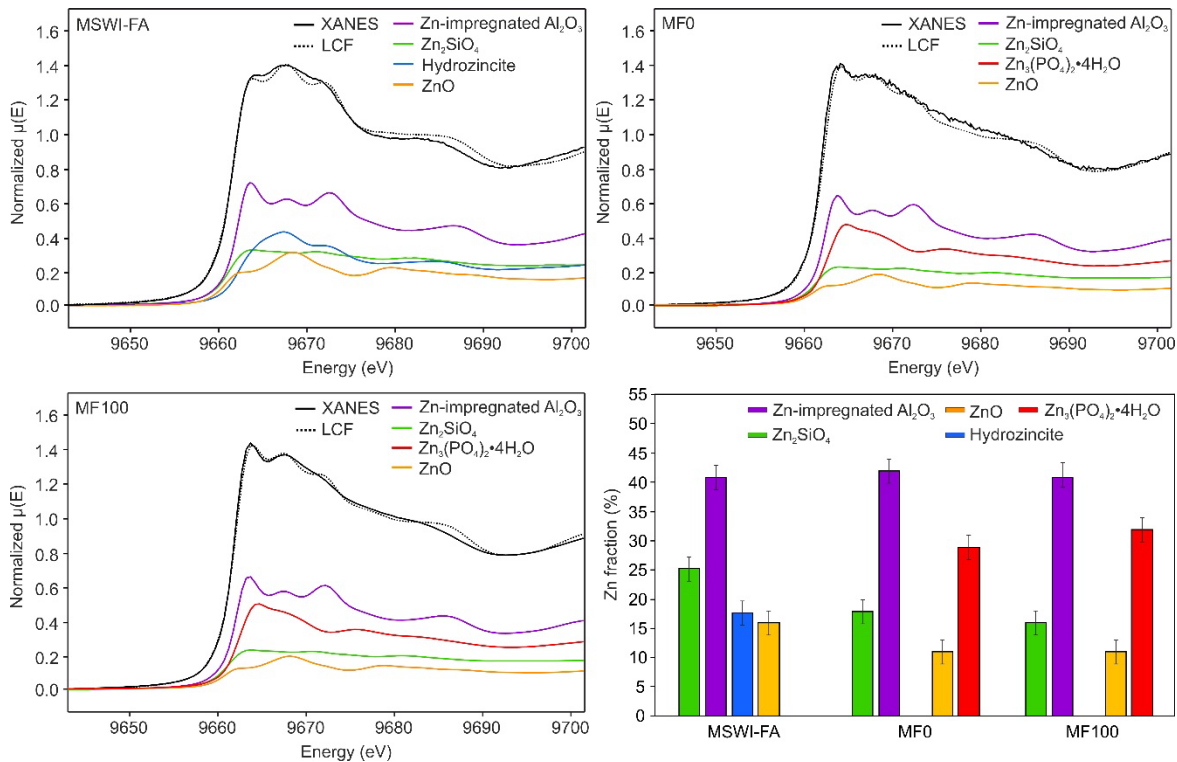 MSWI-FA
XANES
LCF
Zn-impregnated Al₂O₃
Zn₂SiO₄
Hydrozincite
ZnO
Normalized μ(E)
1.6
1.4
1.2
1.0
0.8
0.6
0.4
0.2
0.0
9650 9660 9670 9680 9690 9700
Energy (eV)
MF0
XANES
LCF
Zn-impregnated Al₂O₃
Zn₂SiO₄
Zn₃(PO₄)₂•4H₂O
ZnO
Normalized μ(E)
1.6
1.4
1.2
1.0
0.8
0.6
0.4
0.2
0.0
9650 9660 9670 9680 9690 9700
Energy (eV)
MF100
XANES
LCF
Zn-impregnated Al₂O₃
Zn₂SiO₄
Zn₃(PO₄)₂•4H₂O
ZnO
Normalized μ(E)
1.6
1.4
1.2
1.0
0.8
0.6
0.4
0.2
0.0
9650 9660 9670 9680 9690 9700
Energy (eV)
Zn-impregnated Al₂O₃ ZnO Zn₃(PO₄)₂•4H₂O
Zn₂SiO₄ Hydrozincite
Zn fraction (%)
55
50
45
40
35
30
25
20
15
10
5
0
MSWI-FA MF0 MF100